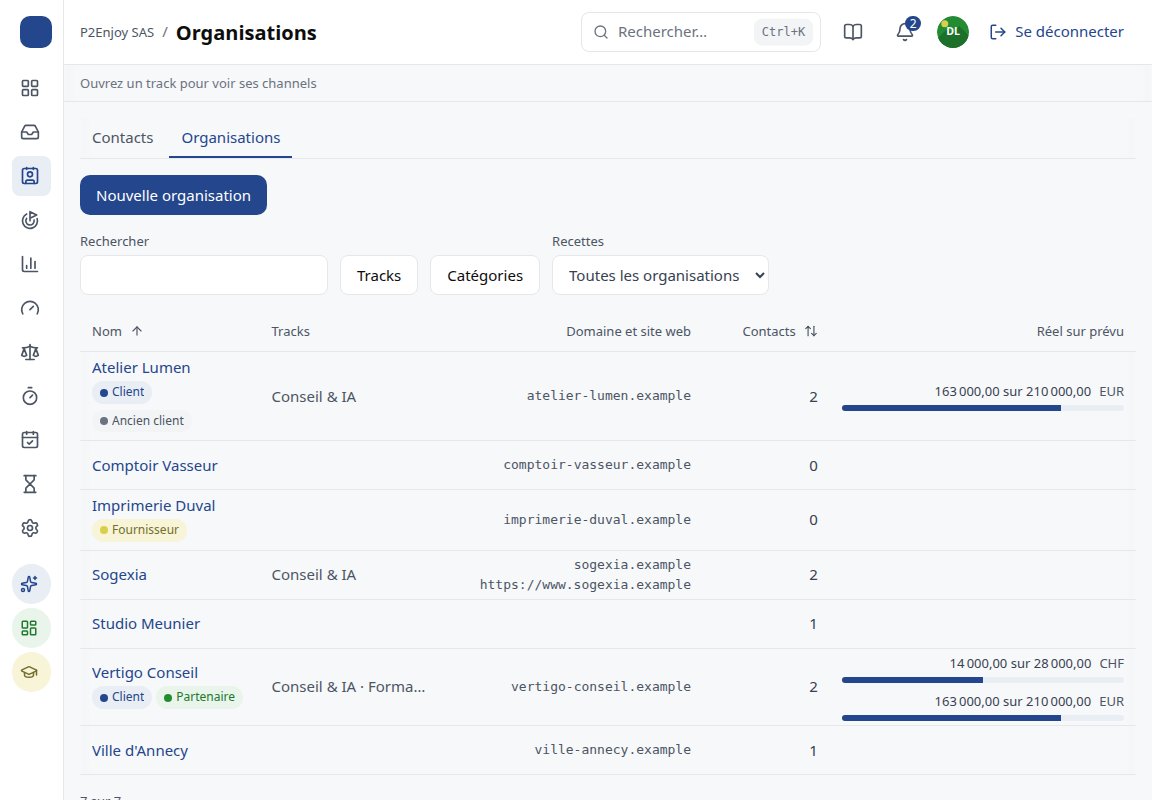 P2Enjoy SAS / Organisations
Rechercher...
Ctrl+K
2
DL
Se déconnecter
Ouvrez un track pour voir ses channels
Contacts
Organisations
Nouvelle organisation
Rechercher
Recettes
Tracks
Catégories
Toutes les organisations
Nom
Tracks
Domaine et site web
Contacts
Réel sur prévu
Atelier Lumen
Client
Ancien client
Conseil & IA
atelier-lumen.example
2
163 000,00 sur 210 000,00 EUR
Comptoir Vasseur
comptoir-vasseur.example
0
Imprimerie Duval
Fournisseur
imprimerie-duval.example
0
Sogexia
Conseil & IA
sogexia.example
https://www.sogexia.example
2
Studio Meunier
1
Vertigo Conseil
Client
Partenaire
Conseil & IA · Forma...
vertigo-conseil.example
2
14 000,00 sur 28 000,00 CHF
163 000,00 sur 210 000,00 EUR
Ville d'Annecy
ville-annecy.example
1
7 sur 7